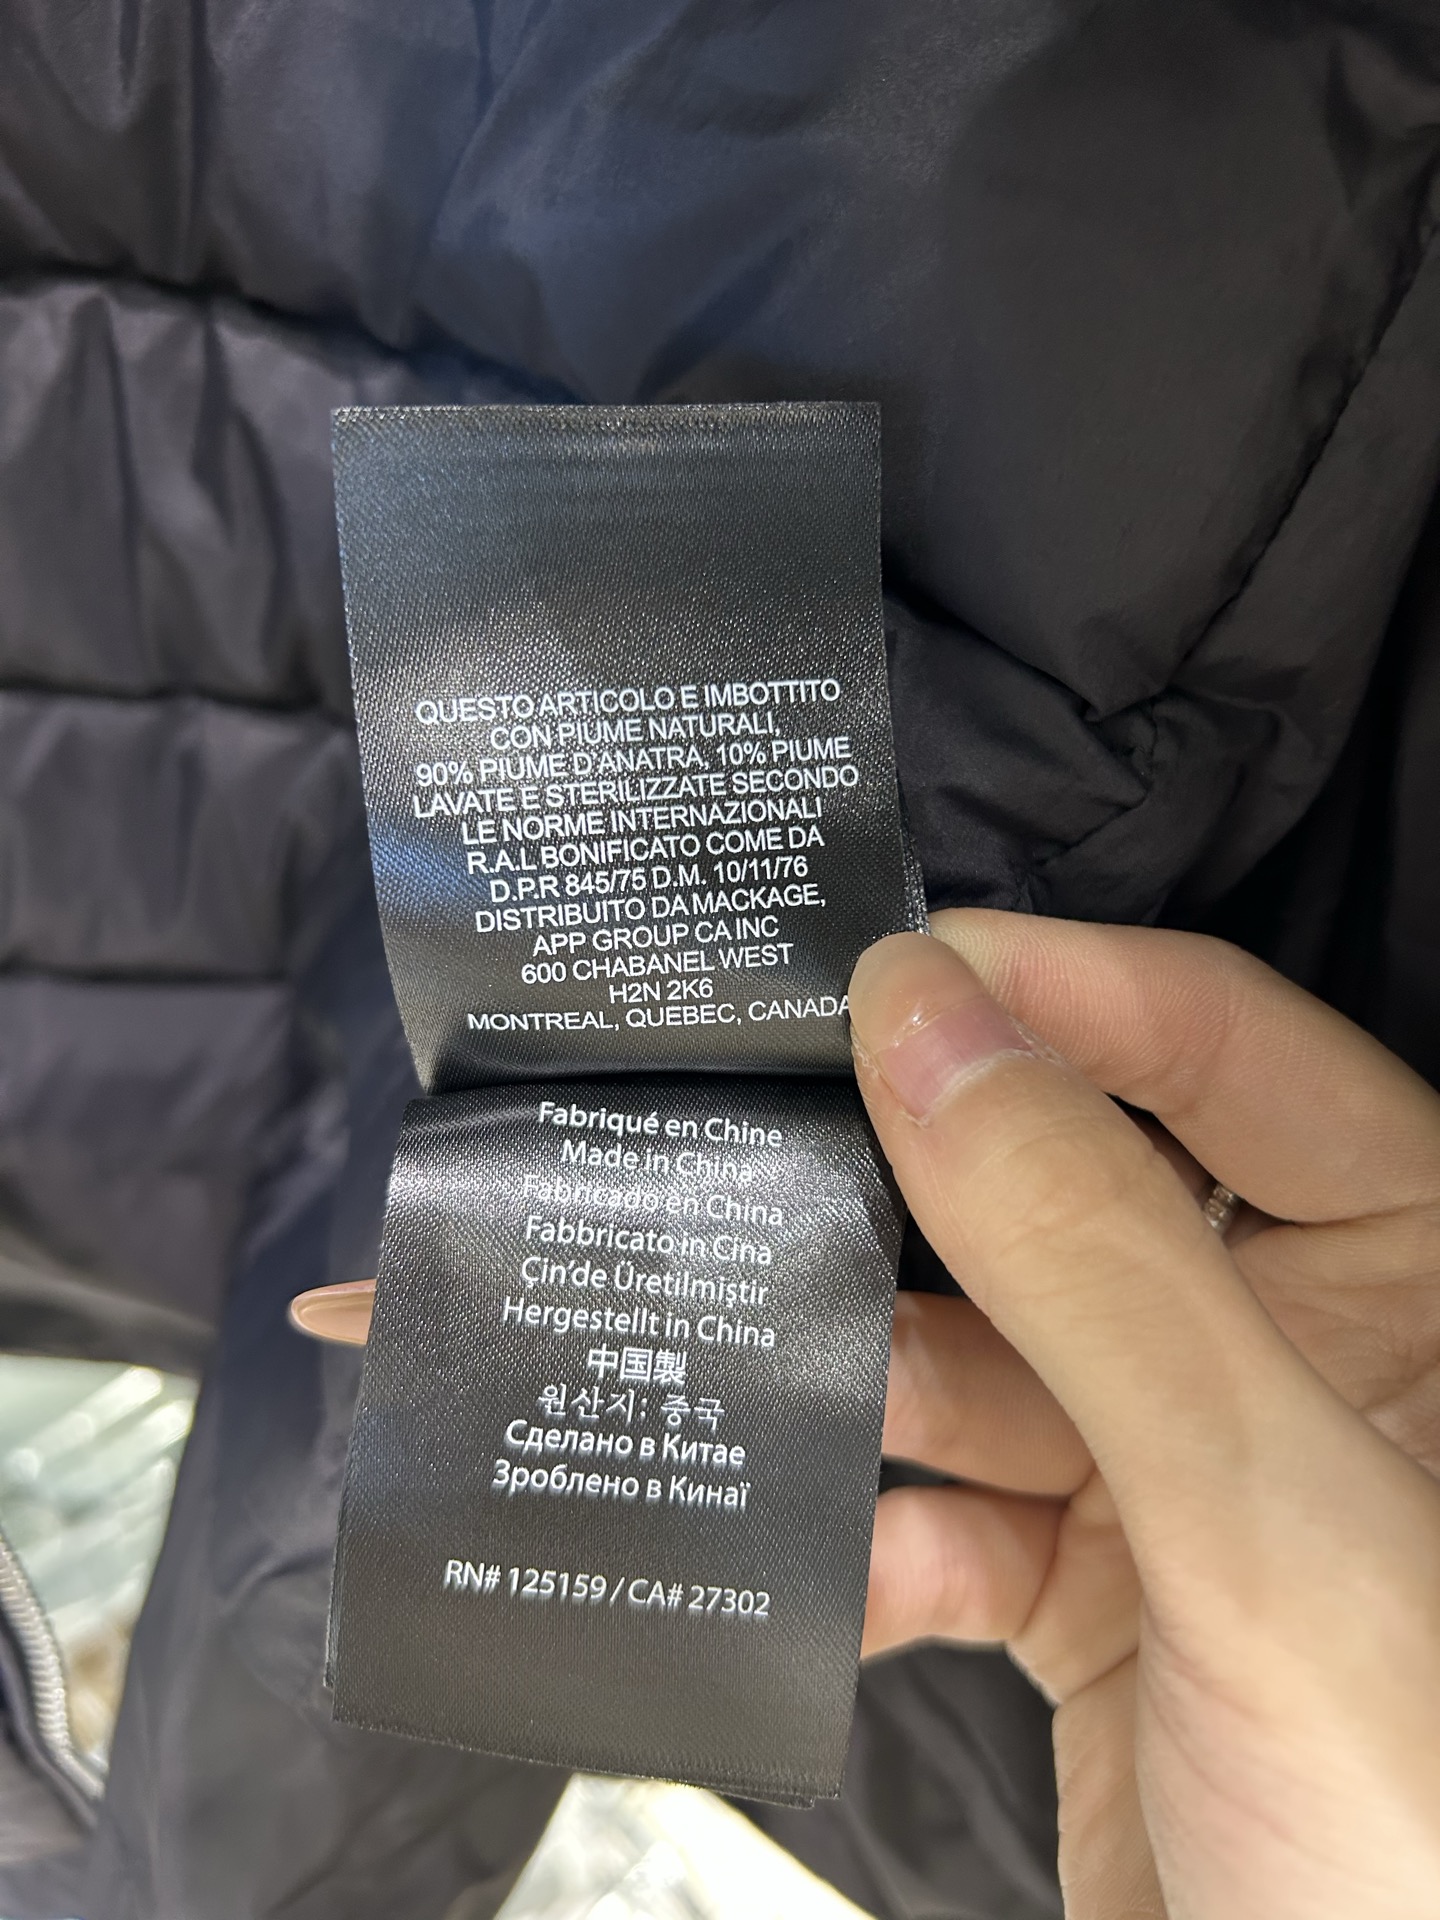 QUESTO ARTICOLO E IMBOTTITO
CON PIUME NATURALI,
90% PIUME D'ANATRA, 10% PIUME
LAVATE E STERILIZZATE SECONDO
LE NORME INTERNAZIONALI
R.A.L BONIFICATO COME DA
D.P.R 845/75 D.M. 10/11/76
DISTRIBUITO DA MACKAGE,
APP GROUP CA INC
600 CHABANEL WEST
H2N 2K6
MONTREAL, QUEBEC, CANADA
Fabriqué en Chine
Made in China
Fabricado en China
Fabbricato in Cina
Çin’de Üretilmiştir
Hergestellt in China
中国製
원산지: 중국
Сделано в Китае
Зроблено в Кинаї
RN# 125159 / CA# 27302